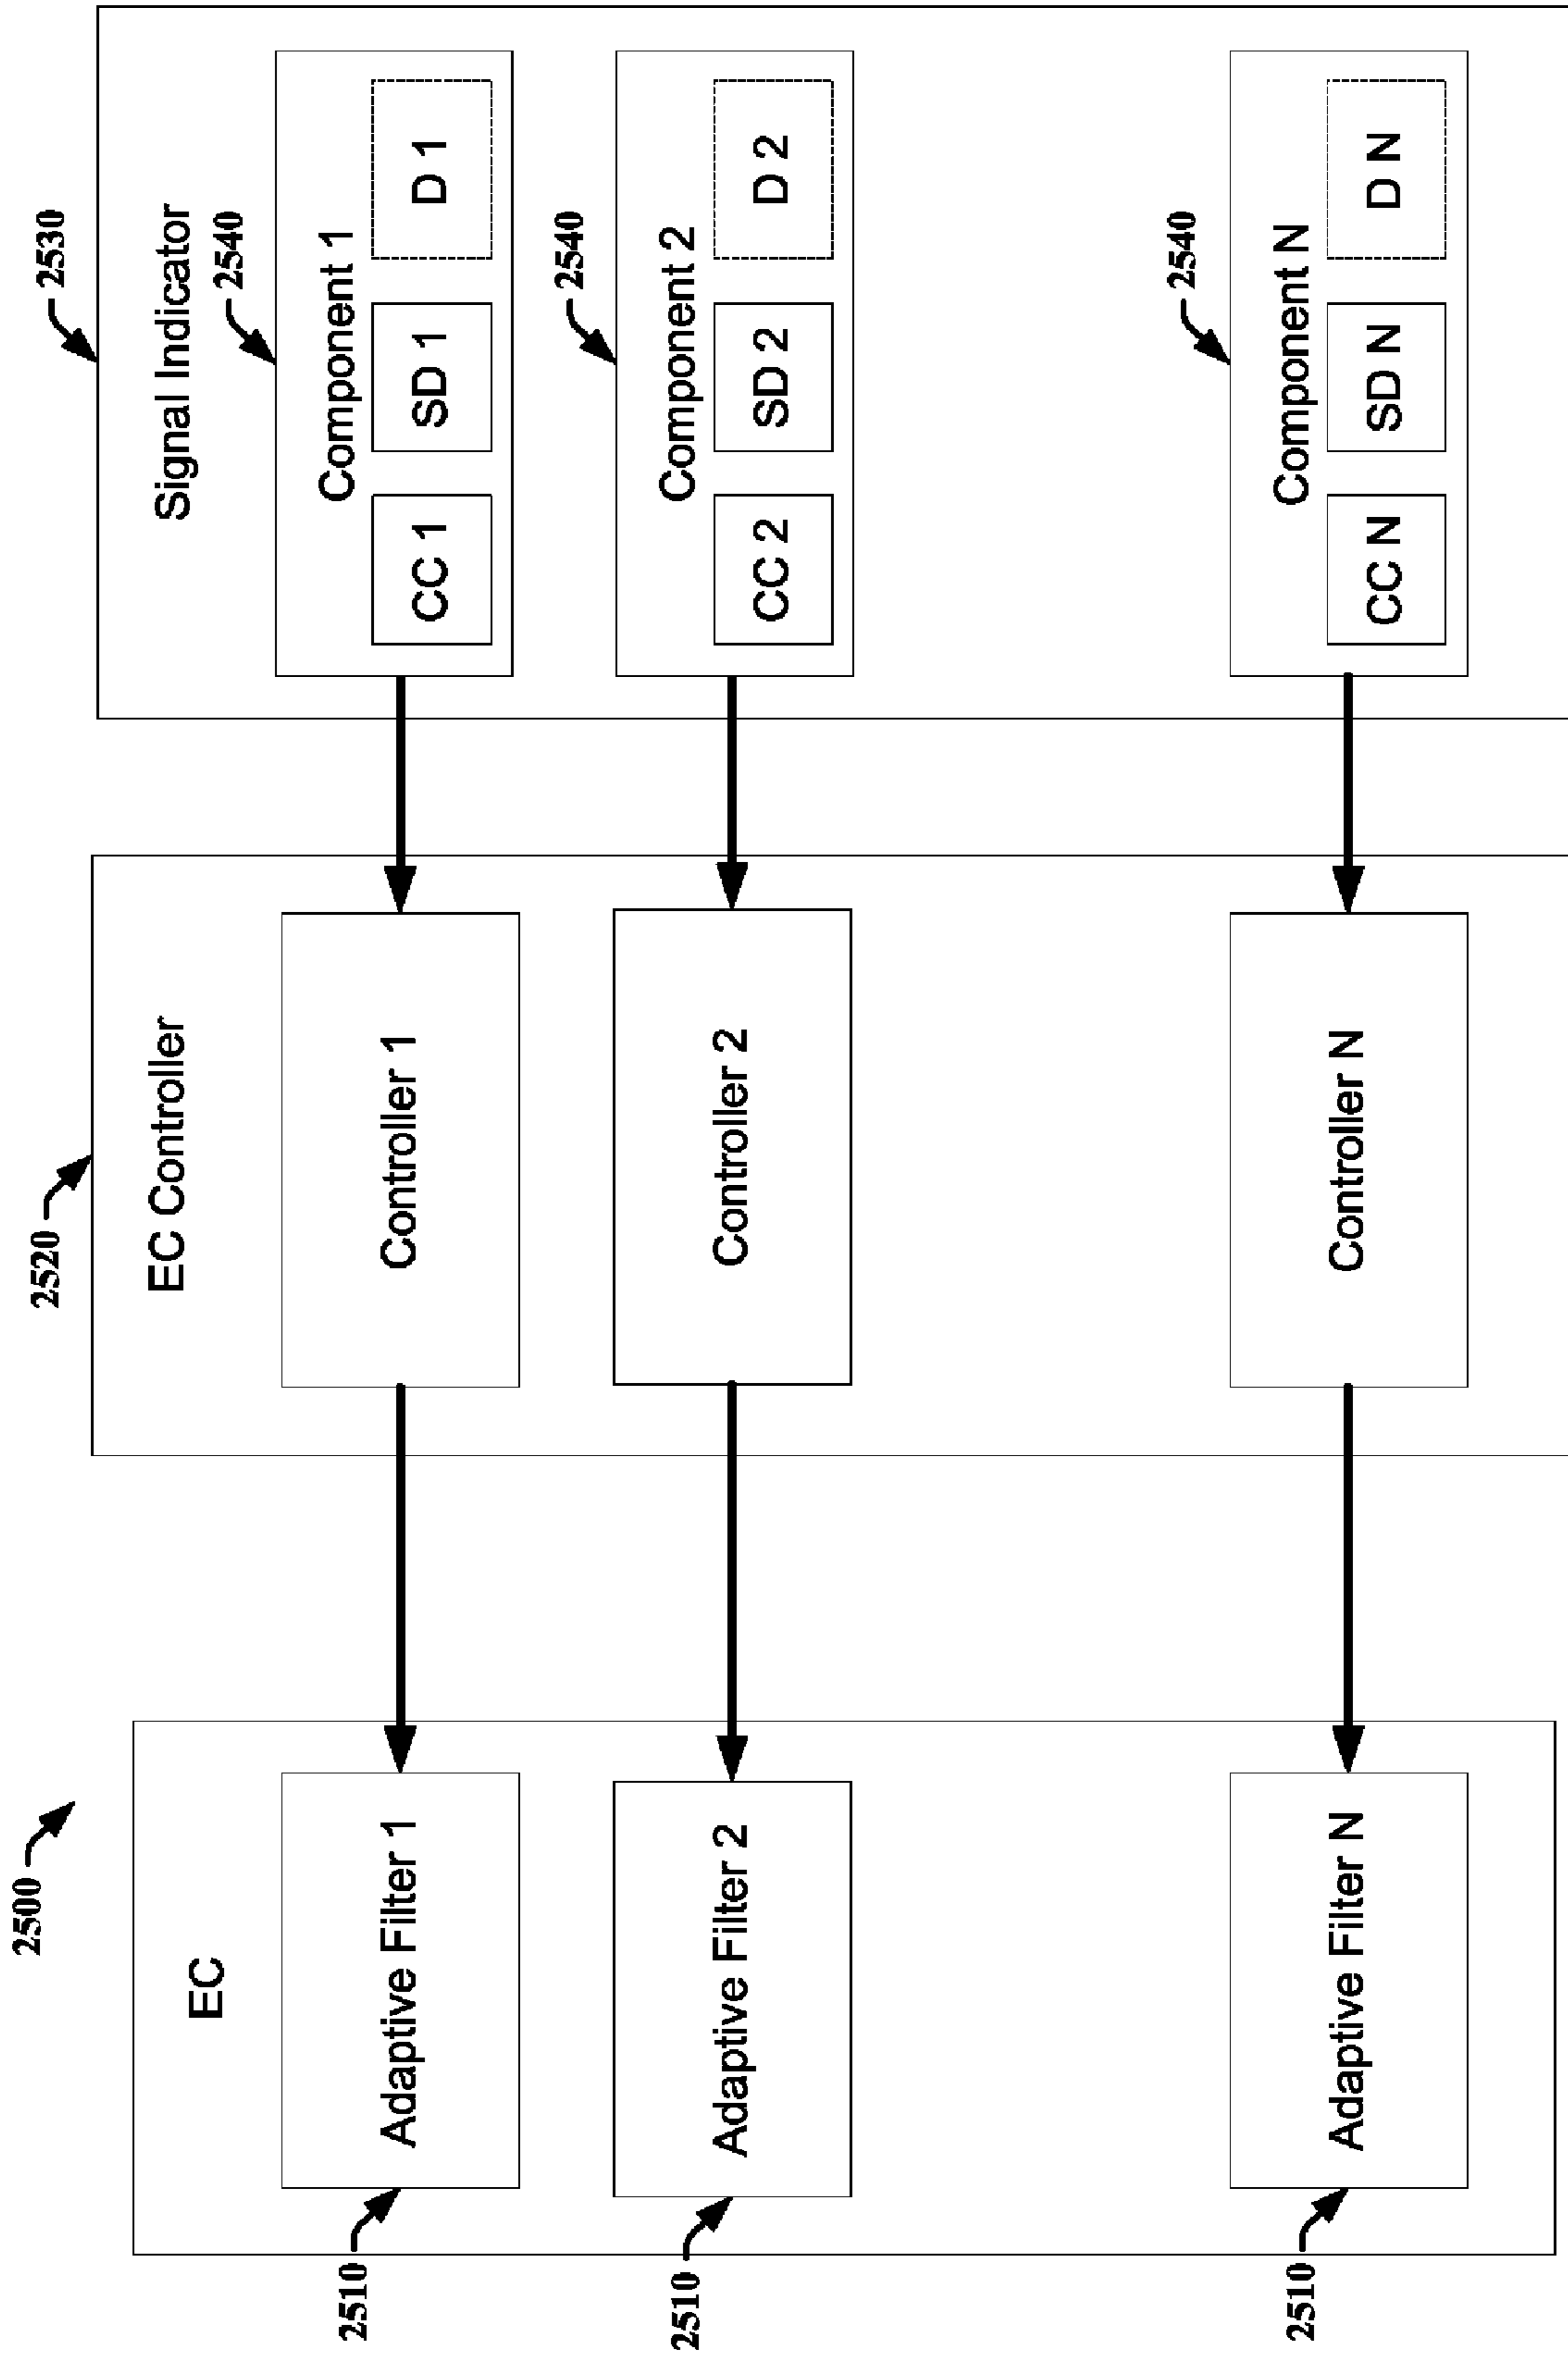 2500
2520
2530
EC
EC Controller
Signal Indicator
2540
2510
Adaptive Filter 1
Controller 1
Component 1
CC 1
SD 1
D 1
2540
2510
Adaptive Filter 2
Controller 2
Component 2
CC 2
SD 2
D 2
2540
2510
Adaptive Filter N
Controller N
Component N
CC N
SD N
D N